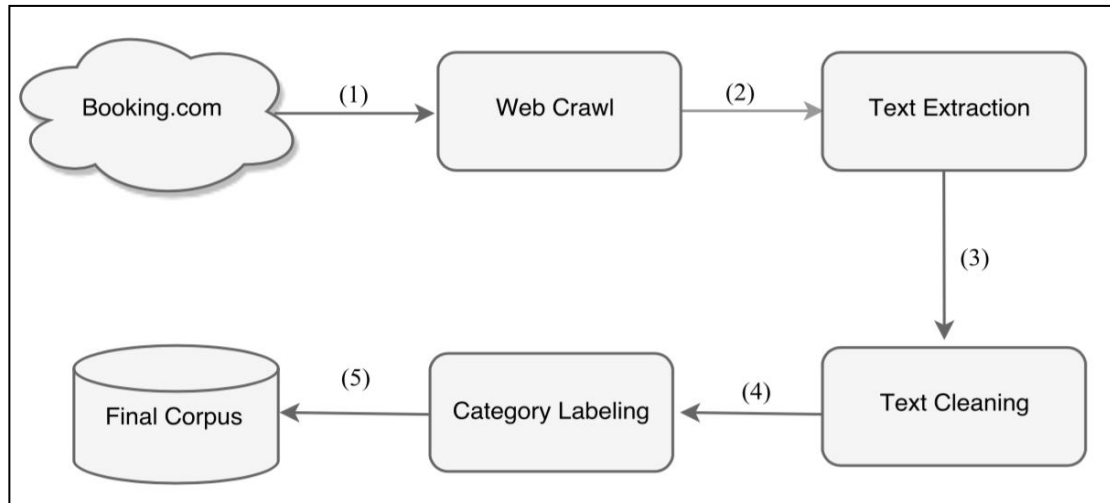 Booking.com
(1)
Web Crawl
(2)
Text Extraction
(3)
Text Cleaning
(4)
Category Labeling
(5)
Final Corpus